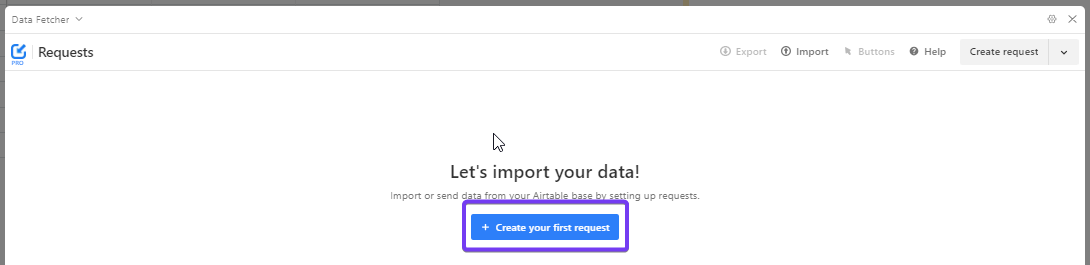 Data Fetcher
PRO
Requests
Export
Import
Buttons
Help
Create request
Let's import your data!
Import or send data from your Airtable base by setting up requests.
+ Create your first request